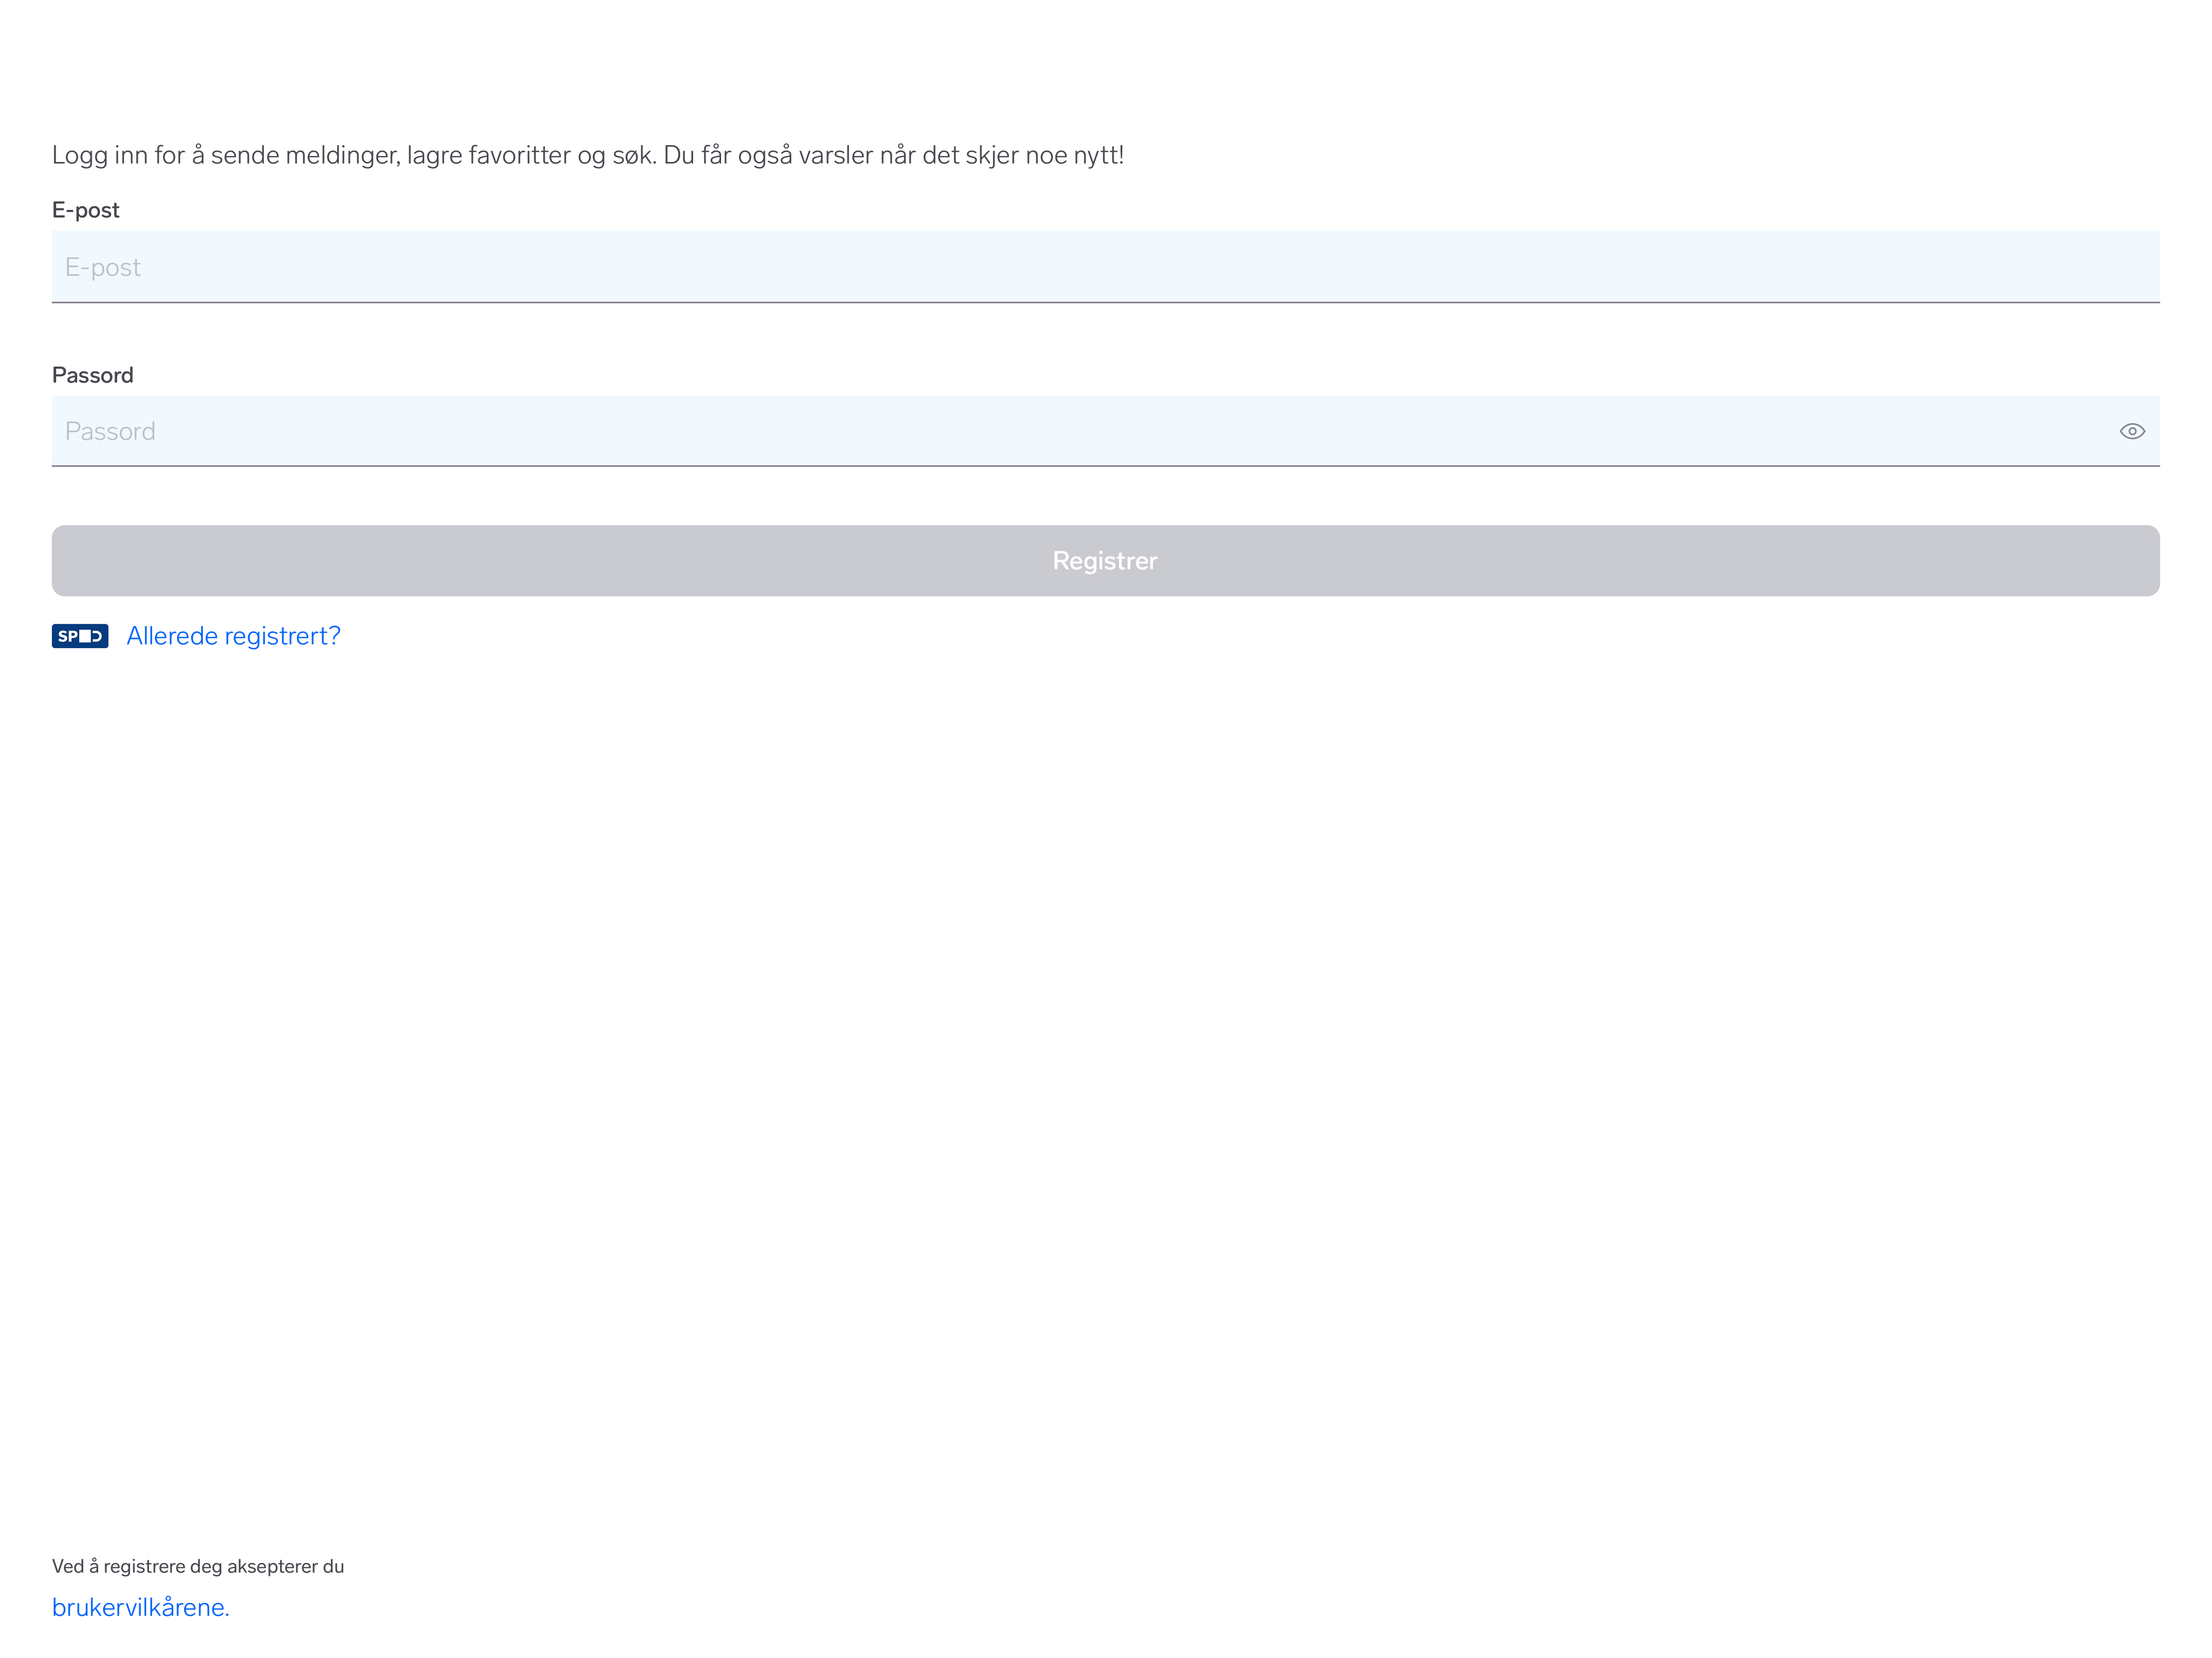 Logg inn for å sende meldinger, lagre favoritter og søk. Du får også varsler når det skjer noe nytt!
E-post
E-post
Passord
Passord
Registrer
Allerede registrert?
Ved å registrere deg aksepterer du
brukervilkårene.